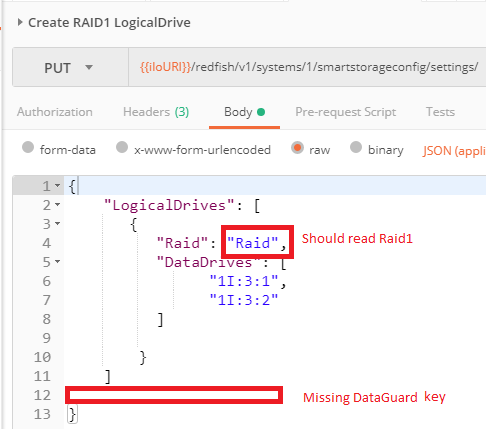 Create RAID1 LogicalDrive
PUT {{iloURI}}/redfish/v1/systems/1/smartstorageconfig/settings/
Authorization Headers (3) Body Pre-request Script Tests
form-data x-www-form-urlencoded raw binary JSON (appli
1 {
2 "LogicalDrives": [
3 {
4 "Raid": "Raid", Should read Raid1
5 "DataDrives": [
6 "1I:3:1",
7 "1I:3:2"
8 ]
9
10 }
11 ]
12 Missing DataGuard key
13 }